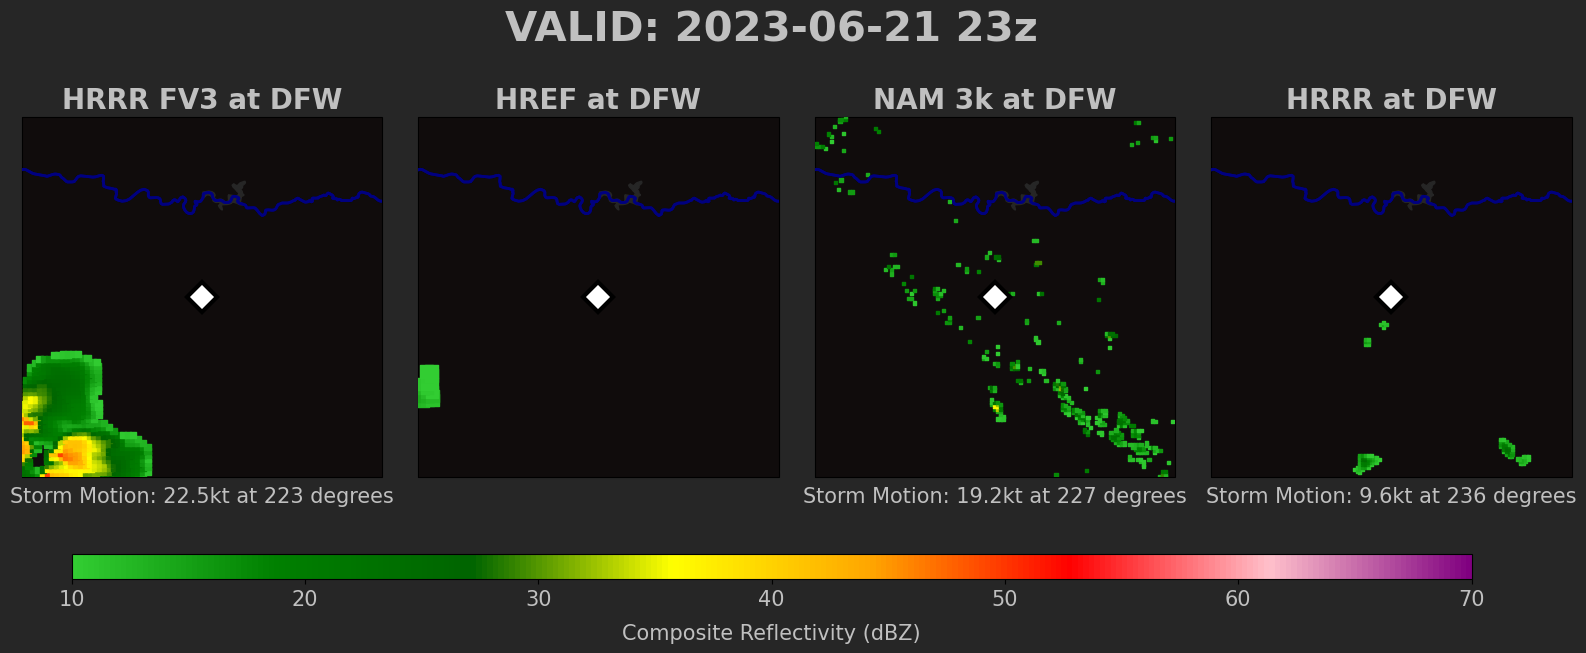 VALID: 2023-06-21 23z
HRRR FV3 at DFW
HREF at DFW
NAM 3k at DFW
HRRR at DFW
Storm Motion: 22.5kt at 223 degrees
Storm Motion: 19.2kt at 227 degrees
Storm Motion: 9.6kt at 236 degrees
10 20 30 40 50 60 70
Composite Reflectivity (dBZ)